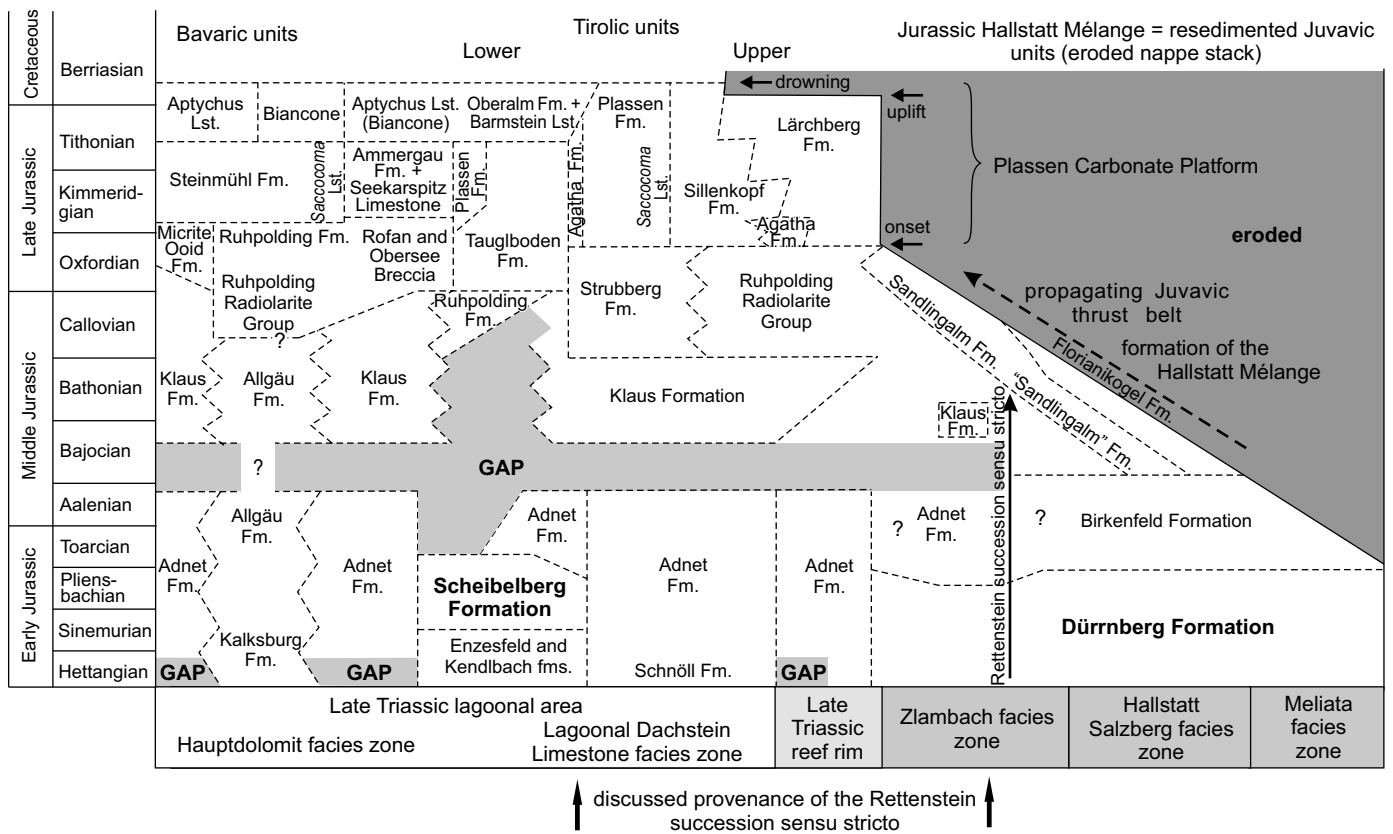 Cretaceous
Late Jurassic
Middle Jurassic
Early Jurassic
Berriasian
Tithonian
Kimmerid-
gian
Oxfordian
Callovian
Bathonian
Bajocian
Aalenian
Toarcian
Pliens-
bachian
Sinemurian
Hettangian
Bavaric units
Tirolic units
Lower
Upper
Jurassic Hallstatt Mélange = resedimented Juvavic
units (eroded nappe stack)
Aptychus
Lst.
Biancone
Aptychus Lst.
(Biancone)
Oberalm Fm. +
Barmstein Lst.
Plassen
Fm.
drowning
uplift
Lärchberg
Fm.
Plassen Carbonate Platform
Steinmühl Fm.
Saccocoma
Lst.
Ammergau
Fm. +
Seekarspitz
Limestone
Plassen
Fm.
Agatha Fm.
Saccocoma
Lst.
Sillenkopf
Fm.
Agatha
Fm.
onset
eroded
Micrite
Ooid
Fm.
Ruhpolding Fm.
Rofan and
Obersee
Breccia
Tauglboden
Fm.
Ruhpolding
Radiolarite
Group
?
Ruhpolding
Fm.
Strubberg
Fm.
Ruhpolding
Radiolarite
Group
Sandlingalm Fm.
propagating Juvavic
thrust belt
formation of the
Hallstatt Mélange
Florianikogel Fm.
"Sandlingalm" Fm.
Klaus
Fm.
Allgäu
Fm.
Klaus
Fm.
Klaus Formation
Klaus
Fm.
Rettenstein succession sensu stricto
?
GAP
Allgäu
Fm.
Adnet
Fm.
? Adnet
Fm.
?
Birkenfeld Formation
Adnet
Fm.
Adnet
Fm.
Adnet
Fm.
Adnet
Fm.
Scheibelberg
Formation
Dürrnberg Formation
Kalksburg
Fm.
Enzesfeld and
Kendlbach fms.
Schnöll Fm.
GAP
GAP
GAP
Late Triassic lagoonal area
Hauptdolomit facies zone
Lagoonal Dachstein
Limestone facies zone
Late
Triassic
reef rim
Zlambach facies
zone
Hallstatt
Salzberg facies
zone
Meliata
facies
zone
discussed provenance of the Rettenstein
succession sensu stricto